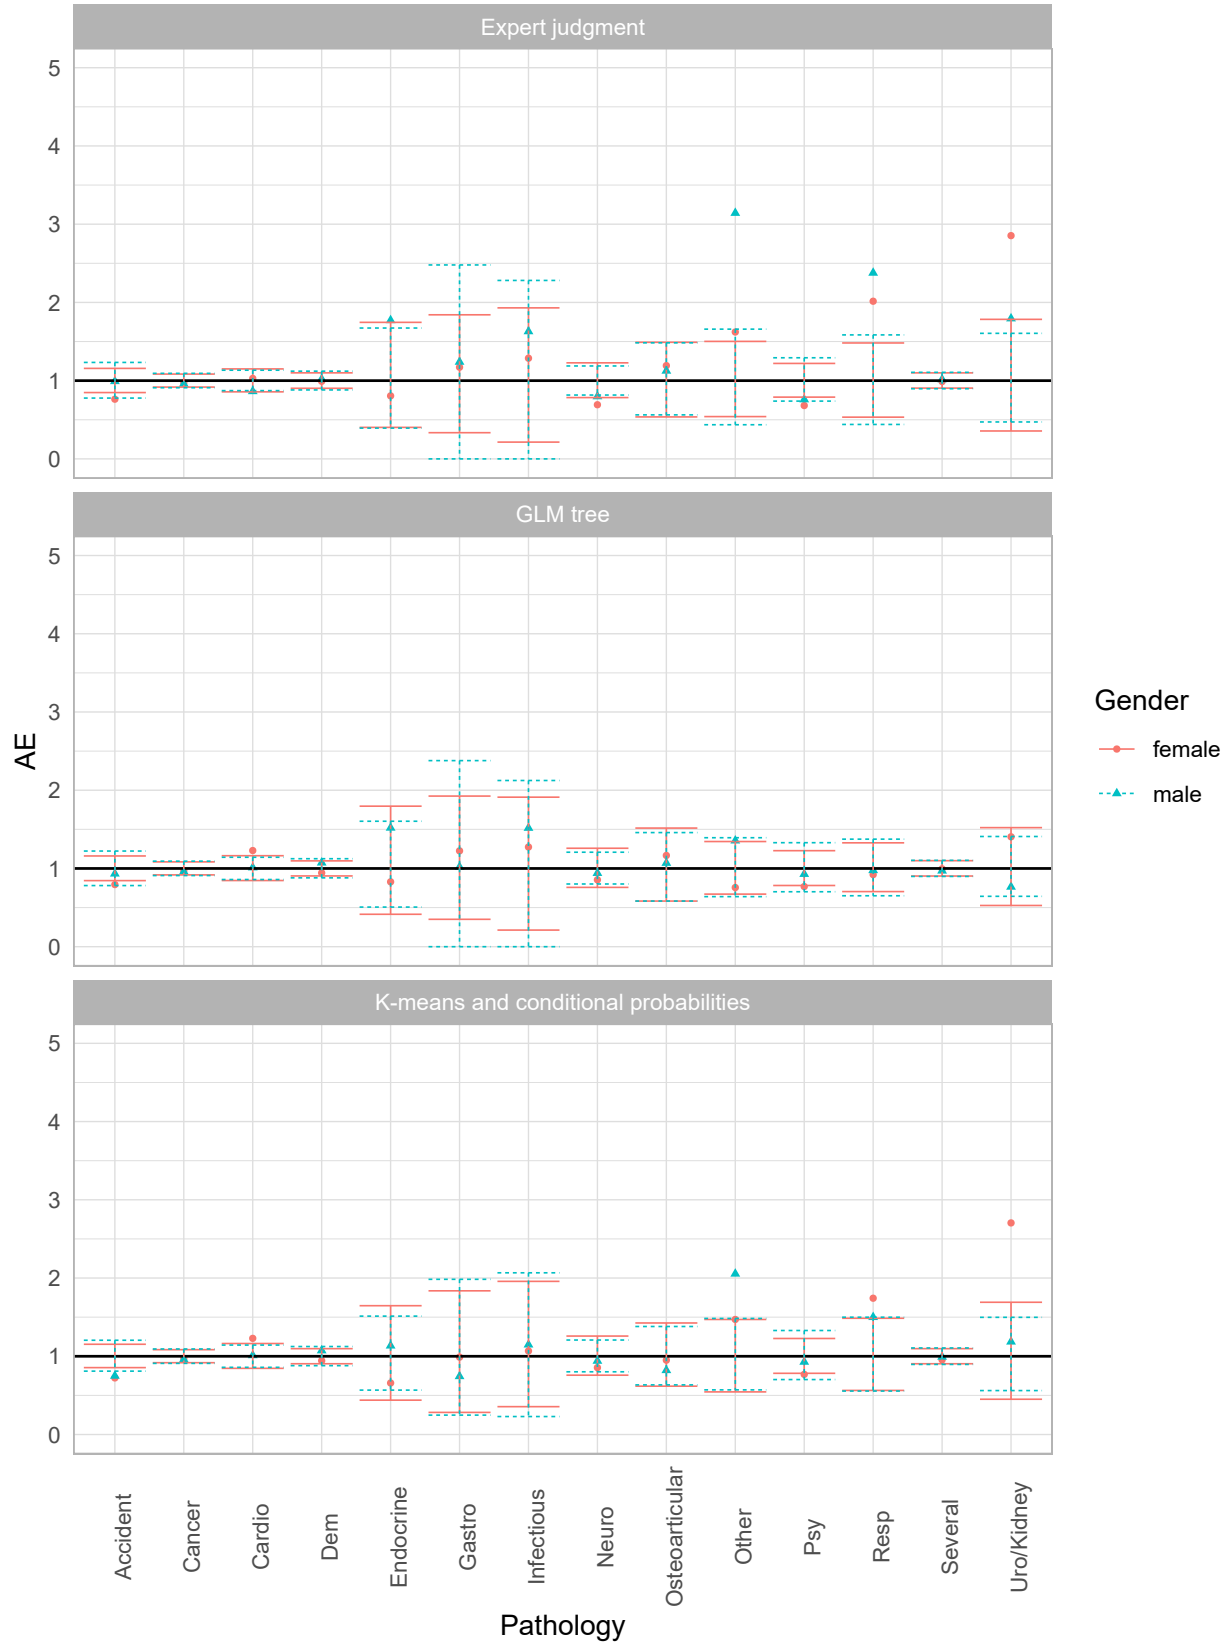 Expert judgment
5
4
3
2
1
0
GLM tree
5
4
3
2
1
0
K-means and conditional probabilities
5
4
3
2
1
0
AE
Accident
Cancer
Cardio
Dem
Endocrine
Gastro
Infectious
Neuro
Osteoarticular
Other
Psy
Resp
Several
Uro/Kidney
Pathology
Gender
female
male